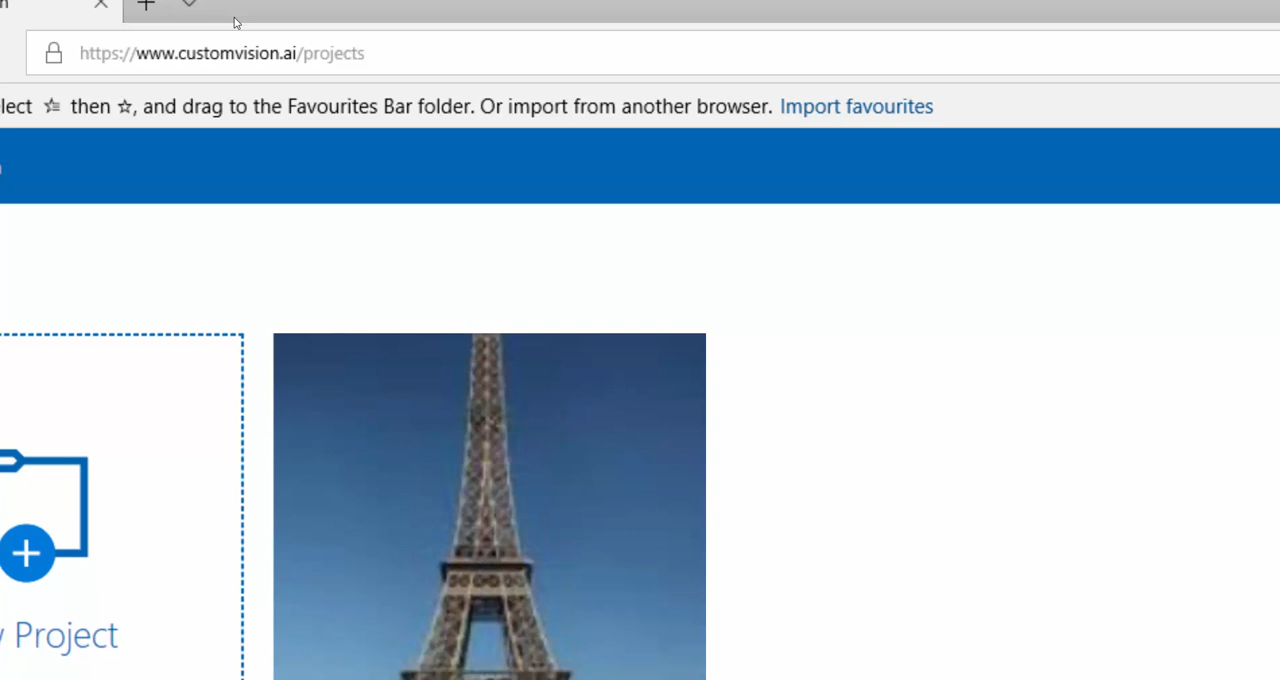 https://www.customvision.ai/projects
then ☆, and drag to the Favourites Bar folder. Or import from another browser. Import favourites
Project